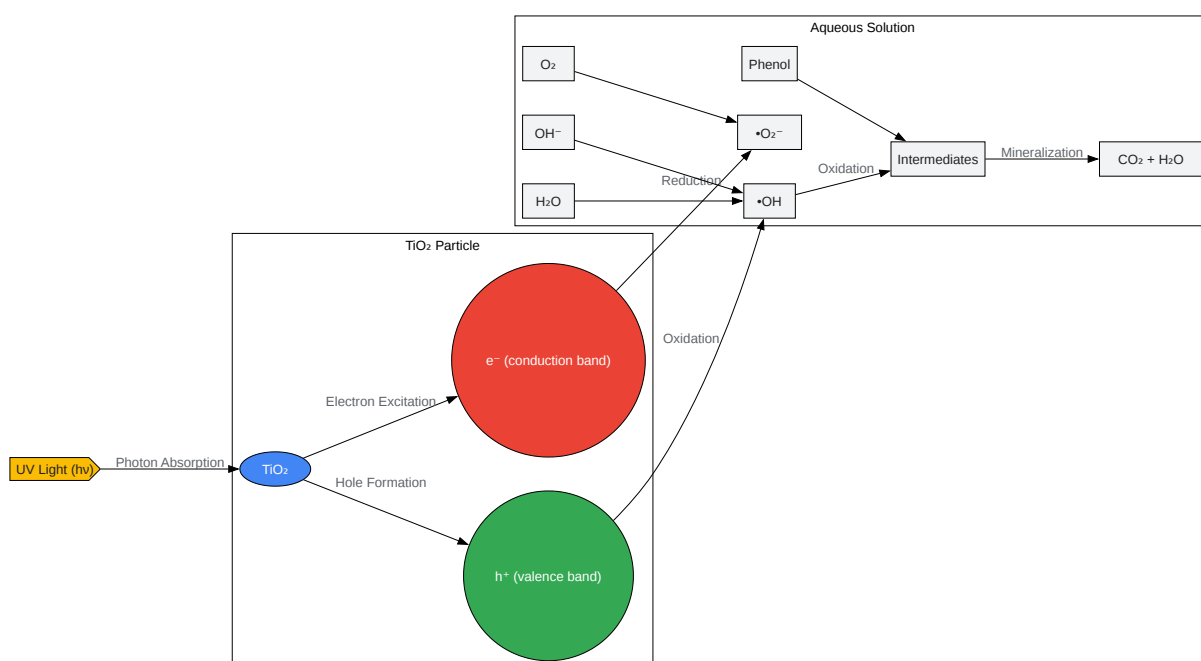 Aqueous Solution
O₂
Phenol
OH⁻
•O₂⁻
Intermediates
Mineralization
CO₂ + H₂O
Oxidation
Reduction
H₂O
•OH
TiO₂ Particle
e⁻ (conduction band)
Oxidation
Electron Excitation
UV Light (hν)
Photon Absorption
TiO₂
Hole Formation
h⁺ (valence band)